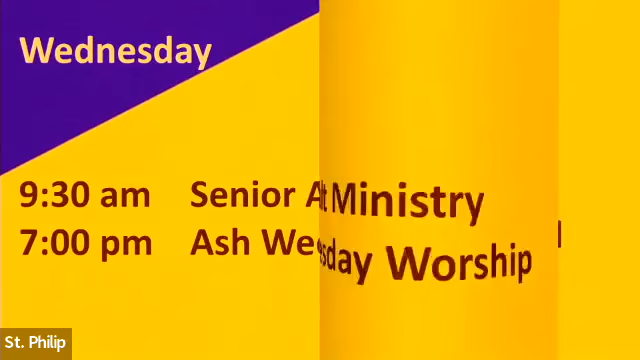 Wednesday
9:30 am Senior A t Ministry
7:00 pm Ash We sday Worship
St. Philip